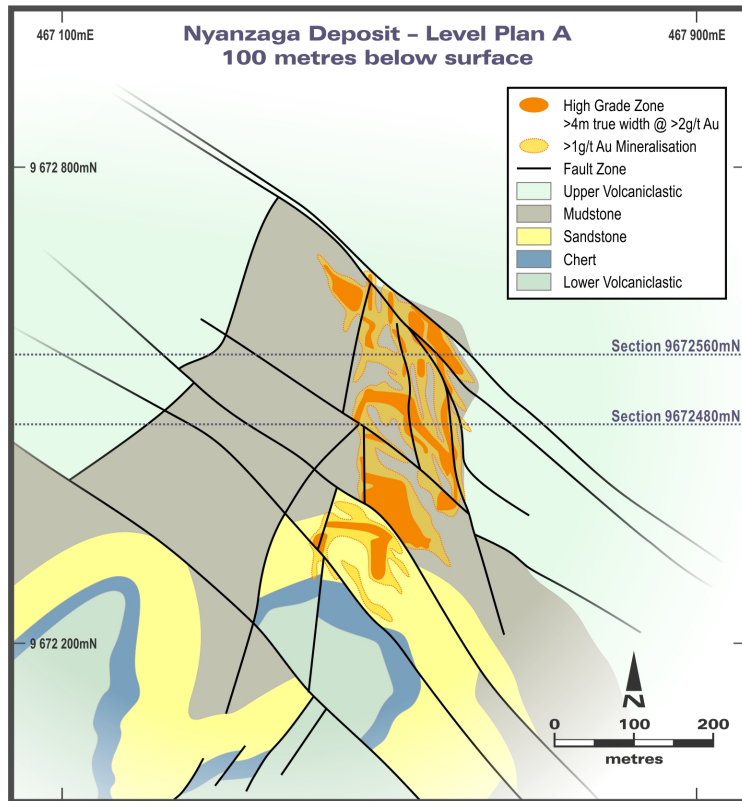 467 100mE
Nyanzaga Deposit – Level Plan A
467 900mE
100 metres below surface
High Grade Zone
>4m true width @ >2g/t Au
>1g/t Au Mineralisation
Fault Zone
Upper Volcaniclastic
Mudstone
Sandstone
Chert
Lower Volcaniclastic
9 672 800mN
Section 9672560mN
Section 9672480mN
9 672 200mN
N
0 100 200
metres